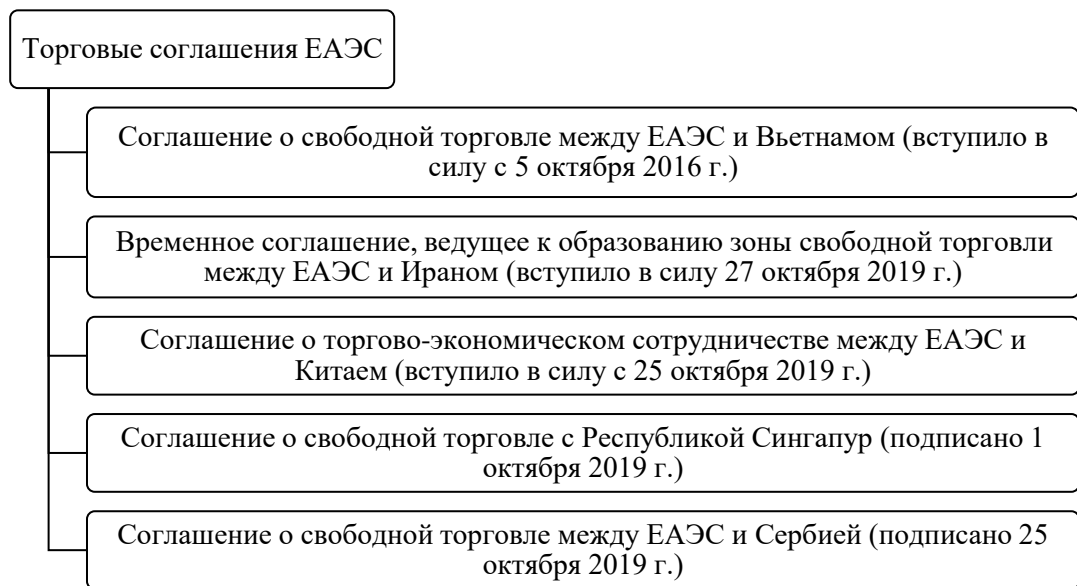 Торговые соглашения ЕАЭС
Соглашение о свободной торговле между ЕАЭС и Вьетнамом (вступило в
силу с 5 октября 2016 г.)
Временное соглашение, ведущее к образованию зоны свободной торговли
между ЕАЭС и Ираном (вступило в силу 27 октября 2019 г.)
Соглашение о торгово-экономическом сотрудничестве между ЕАЭС и
Китаем (вступило в силу с 25 октября 2019 г.)
Соглашение о свободной торговле с Республикой Сингапур (подписано 1
октября 2019 г.)
Соглашение о свободной торговле между ЕАЭС и Сербией (подписано 25
октября 2019 г.)